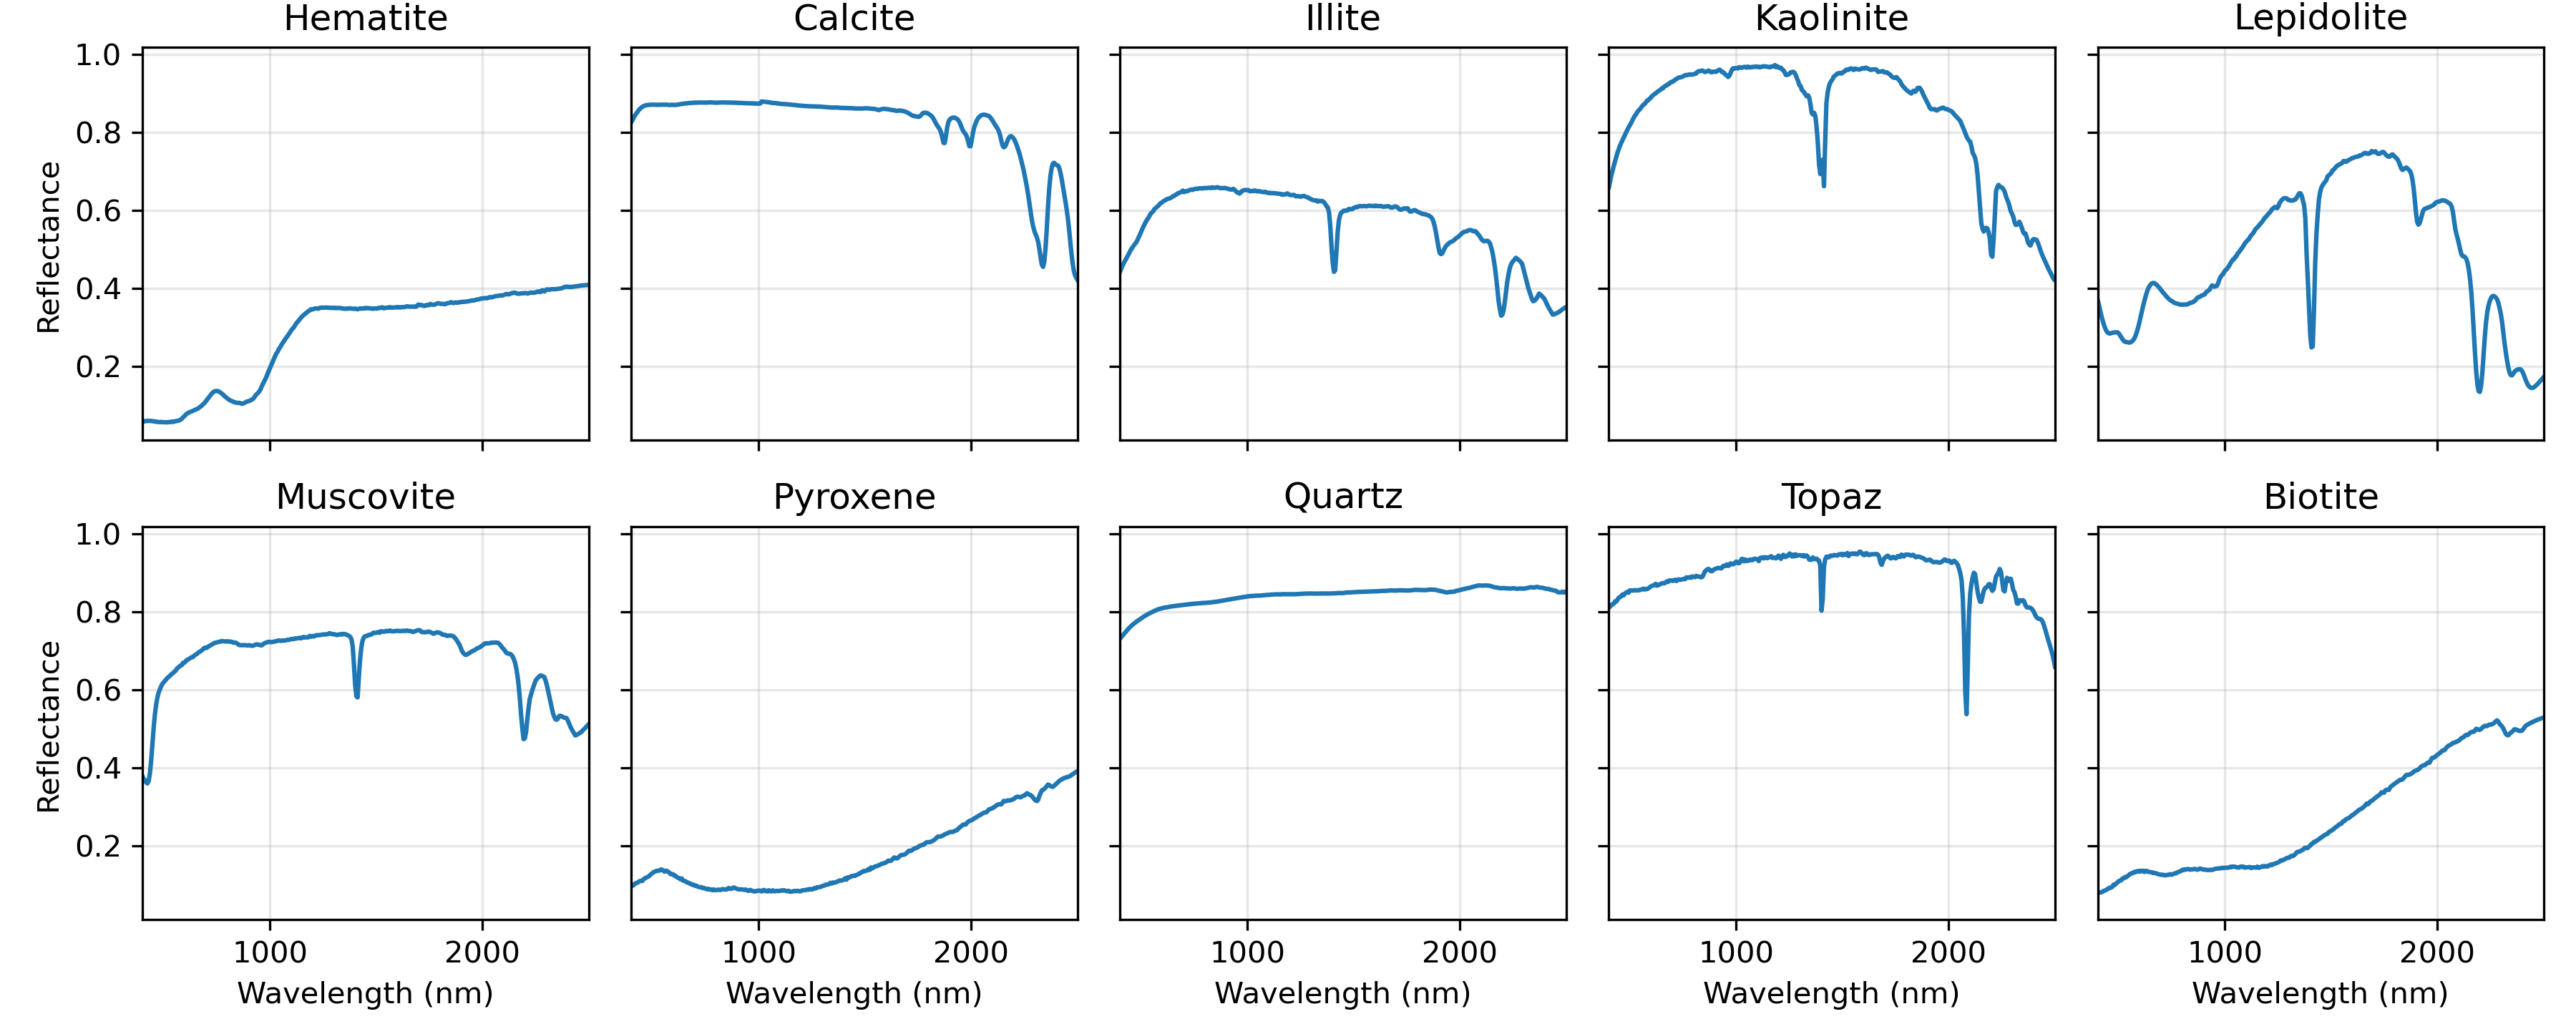 Hematite
Calcite
Illite
Kaolinite
Lepidolite
1.0
0.8
0.6
0.4
0.2
Reflectance
Muscovite
Pyroxene
Quartz
Topaz
Biotite
1.0
0.8
0.6
0.4
0.2
Reflectance
1000 2000
1000 2000
1000 2000
1000 2000
1000 2000
Wavelength (nm)
Wavelength (nm)
Wavelength (nm)
Wavelength (nm)
Wavelength (nm)